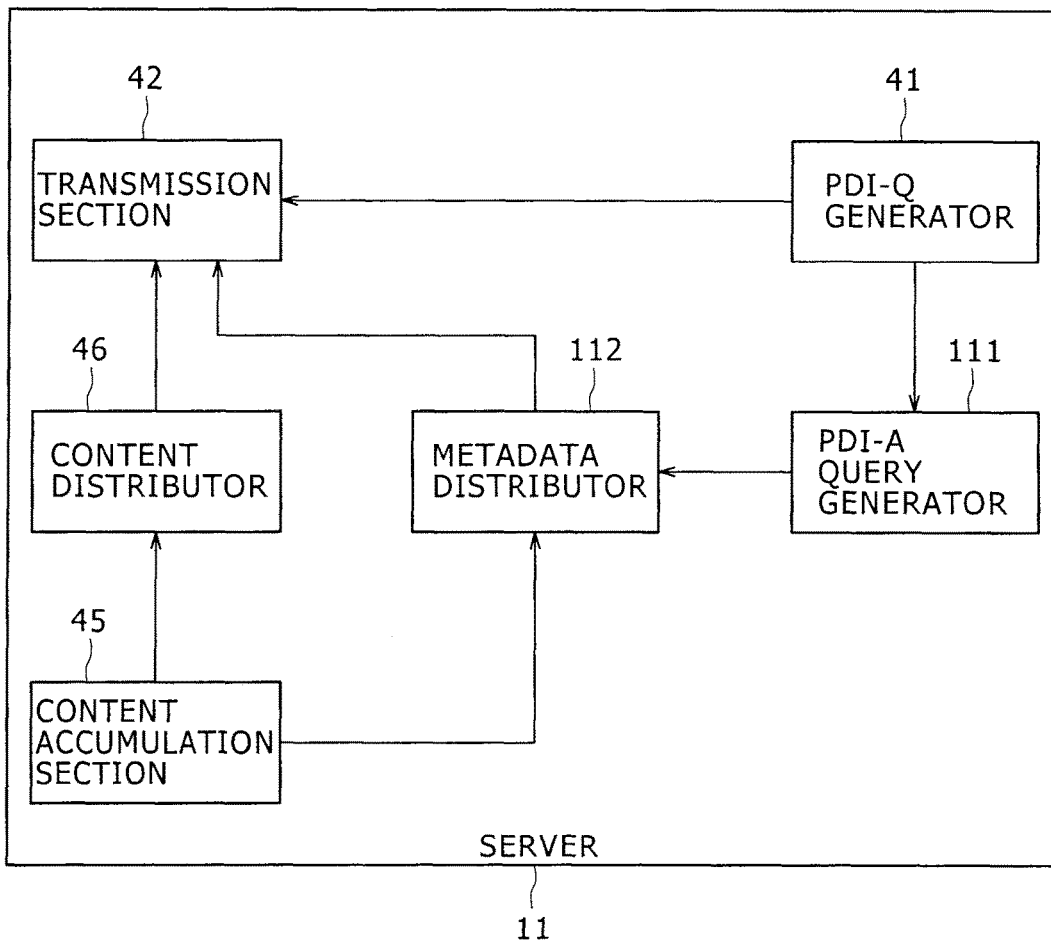 42
41
TRANSMISSION
SECTION
PDI-Q
GENERATOR
46
112
111
CONTENT
DISTRIBUTOR
METADATA
DISTRIBUTOR
PDI-A
QUERY
GENERATOR
45
CONTENT
ACCUMULATION
SECTION
SERVER
11